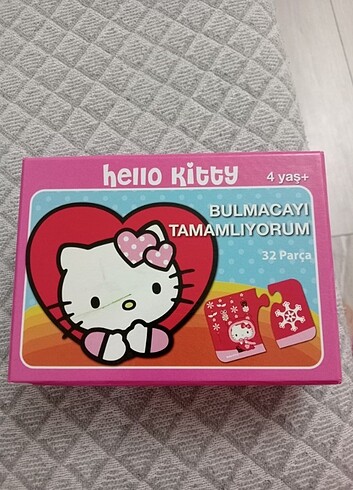 hello kitty
4 yaş+
BULMACAYI
TAMAMLIYORUM
32 Parça